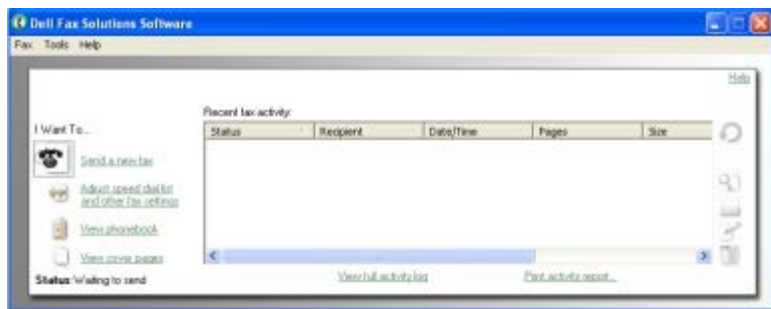 Dell Fax Solutions Software
Fax Tools Help
Help
Recent fax activity:
I Want To...
Status Recipient Date/Time Pages Size
Send a new fax
Adjust speed dial list
and other fax settings
View phonebook
View cover pages
Status: Waiting to send
View full activity log
Print activity report...